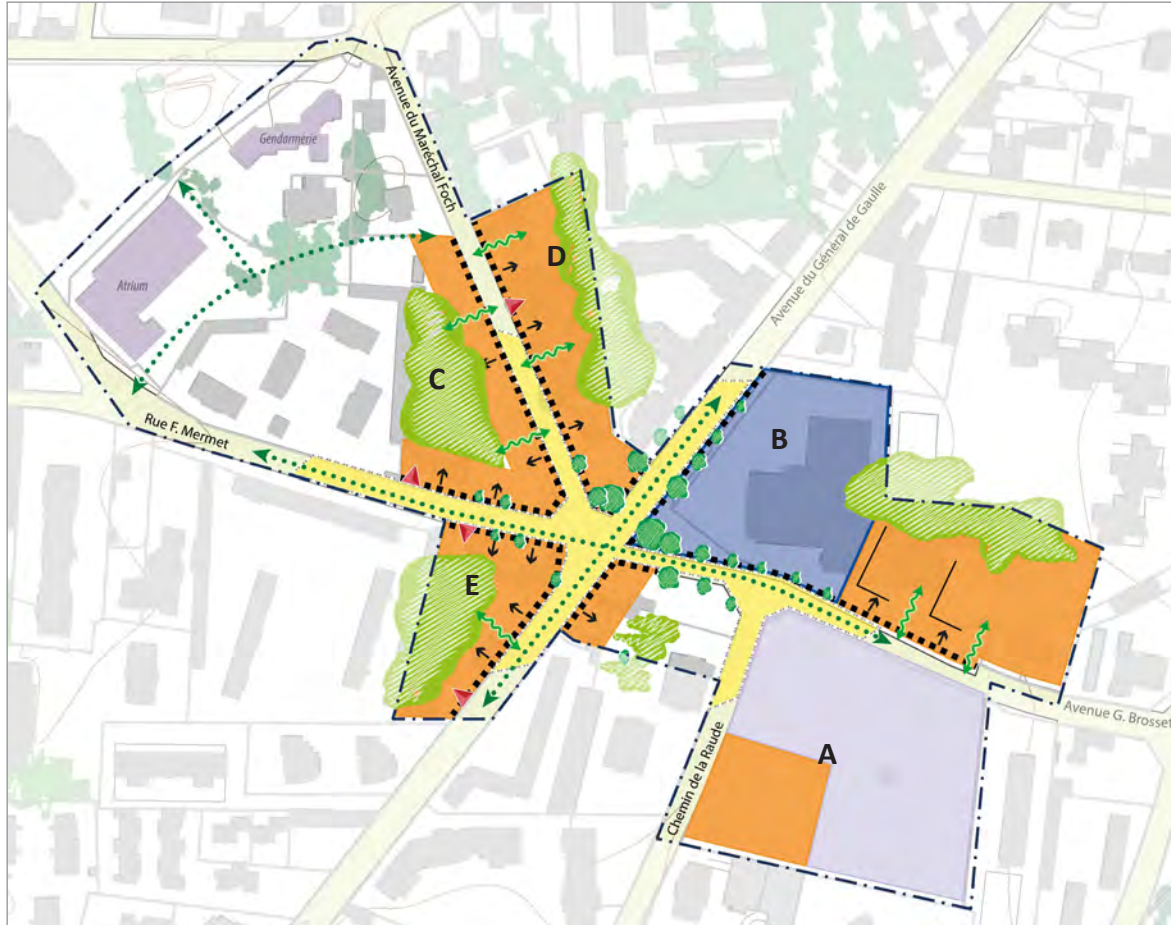 Avenue du Maréchal Foch
Gendarmerie
Avenue du Général de Gaulle
D
Atrium
C
B
Rue F. Mermet
E
Avenue G. Brosset
A
Chemin de la Raude